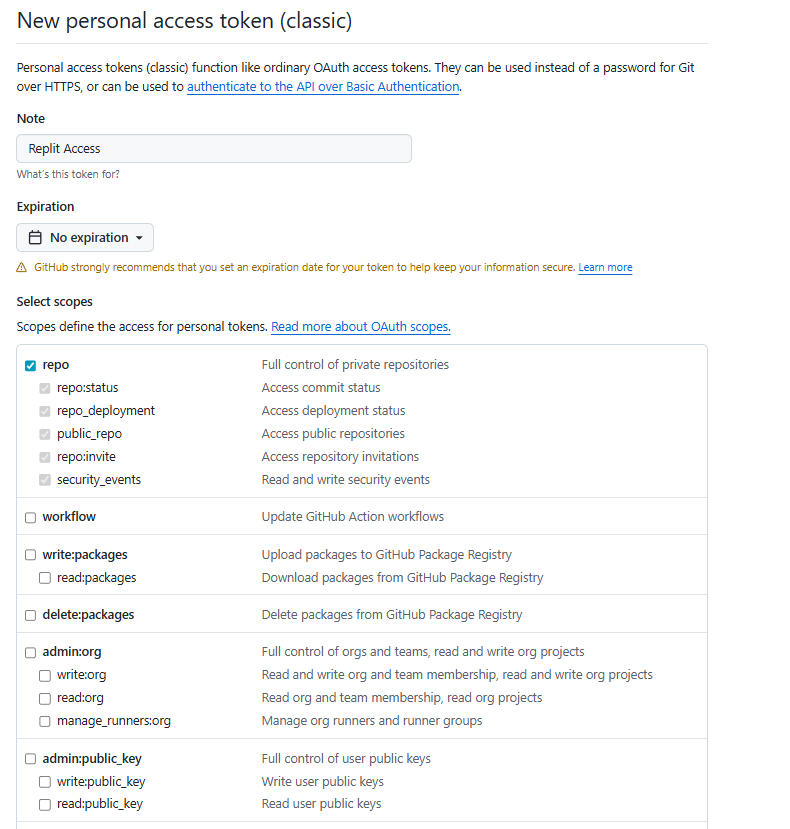 New personal access token (classic)
Personal access tokens (classic) function like ordinary OAuth access tokens. They can be used instead of a password for Git
over HTTPS, or can be used to authenticate to the API over Basic Authentication.
Note
Replit Access
What's this token for?
Expiration
No expiration
GitHub strongly recommends that you set an expiration date for your token to help keep your information secure. Learn more
Select scopes
Scopes define the access for personal tokens. Read more about OAuth scopes.
repo Full control of private repositories
repo:status Access commit status
repo_deployment Access deployment status
public_repo Access public repositories
repo:invite Access repository invitations
security_events Read and write security events
workflow Update GitHub Action workflows
write:packages Upload packages to GitHub Package Registry
read:packages Download packages from GitHub Package Registry
delete:packages Delete packages from GitHub Package Registry
admin:org Full control of orgs and teams, read and write org projects
write:org Read and write org and team membership, read and write org projects
read:org Read org and team membership, read org projects
manage_runners:org Manage org runners and runner groups
admin:public_key Full control of user public keys
write:public_key Write user public keys
read:public_key Read user public keys